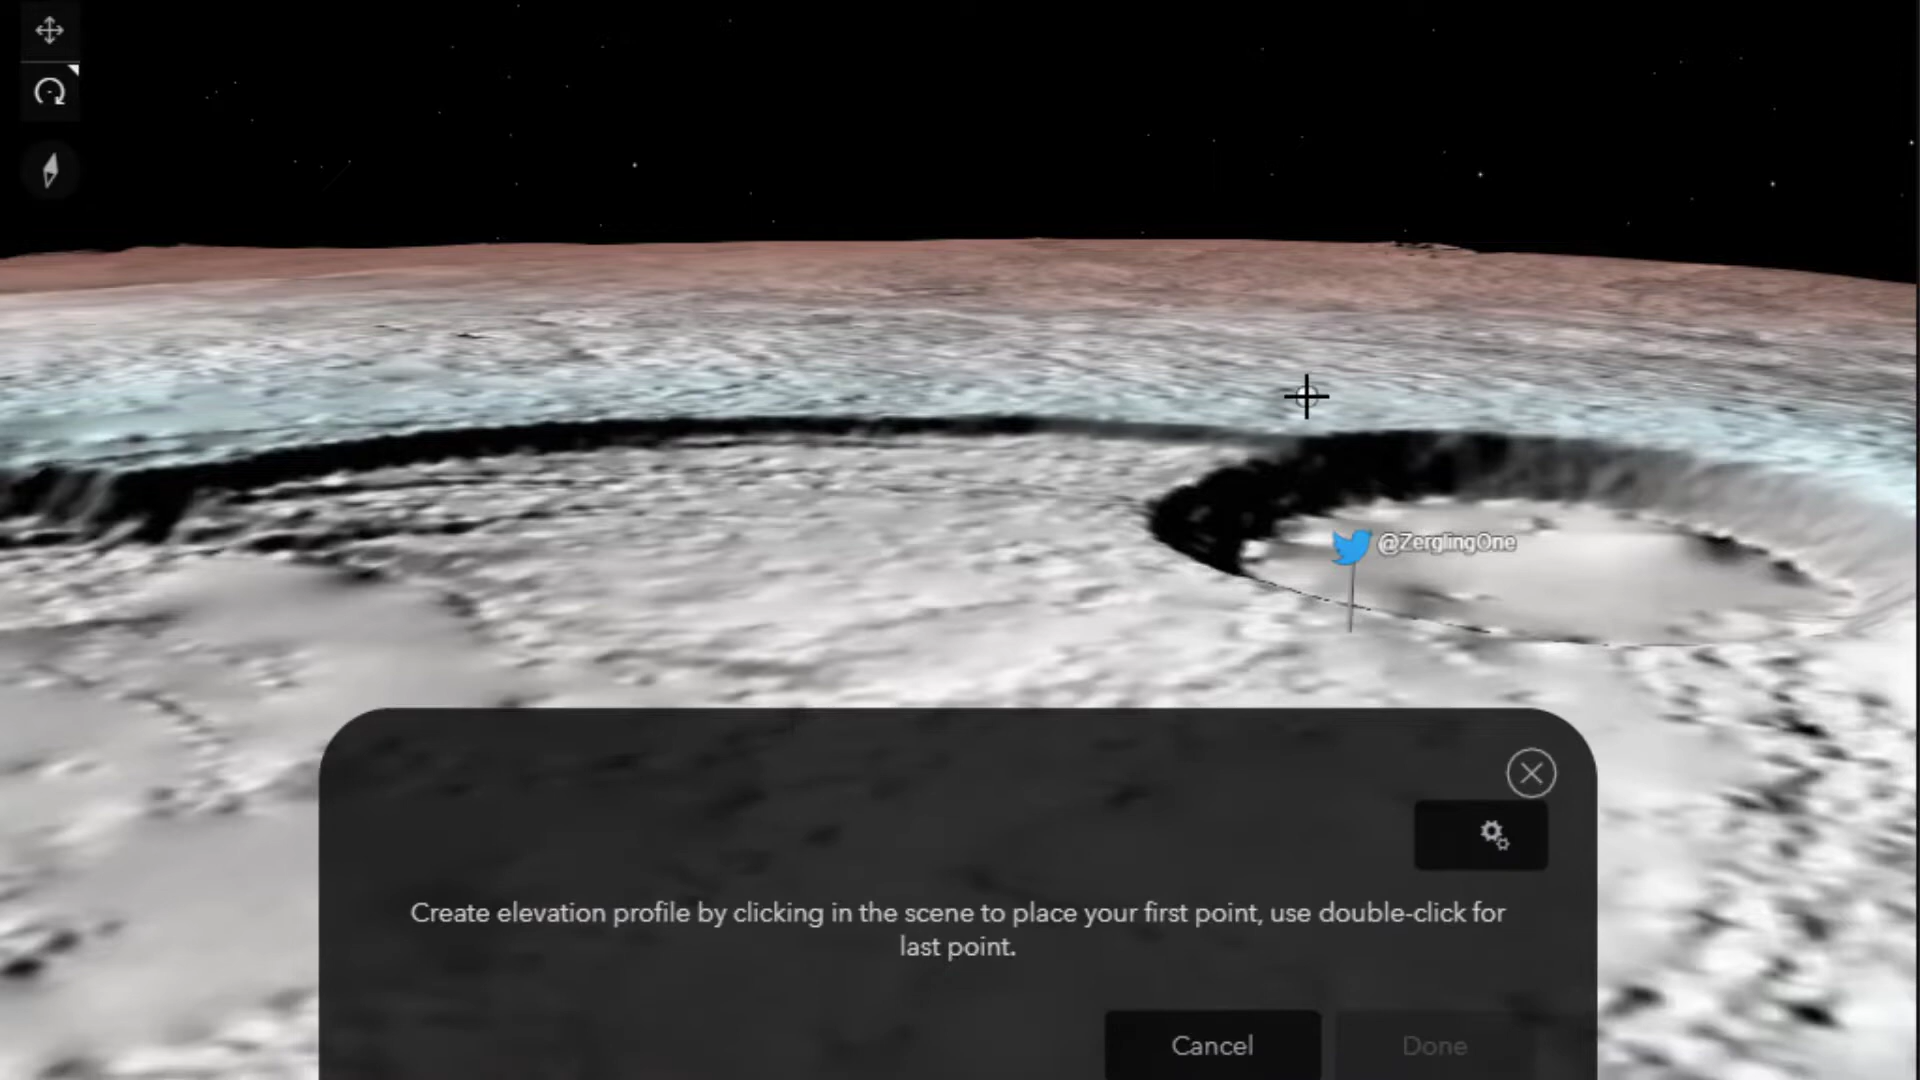 @ZerglingOne
Create elevation profile by clicking in the scene to place your first point, use double-click for
last point.
Cancel
Done